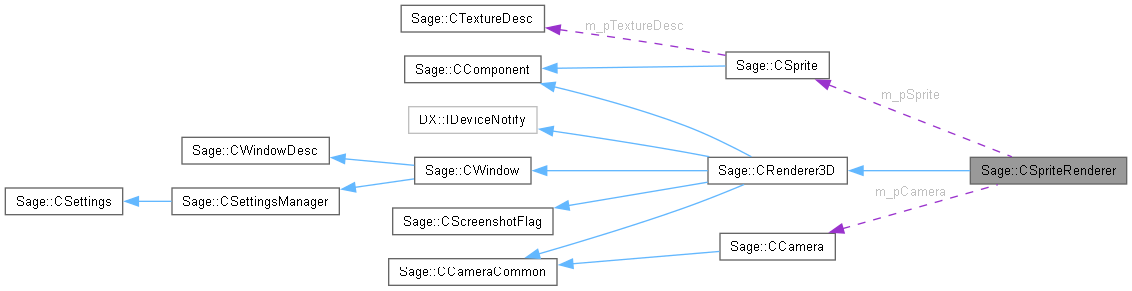 Sage::CTextureDesc
m_pTextureDesc
Sage::CComponent
Sage::CSprite
m_pSprite
DX::IDeviceNotify
Sage::CWindowDesc
Sage::CWindow
Sage::CRenderer3D
Sage::CSpriteRenderer
m_pCamera
Sage::CSettings
Sage::CSettingsManager
Sage::CScreenshotFlag
Sage::CCamera
Sage::CCameraCommon